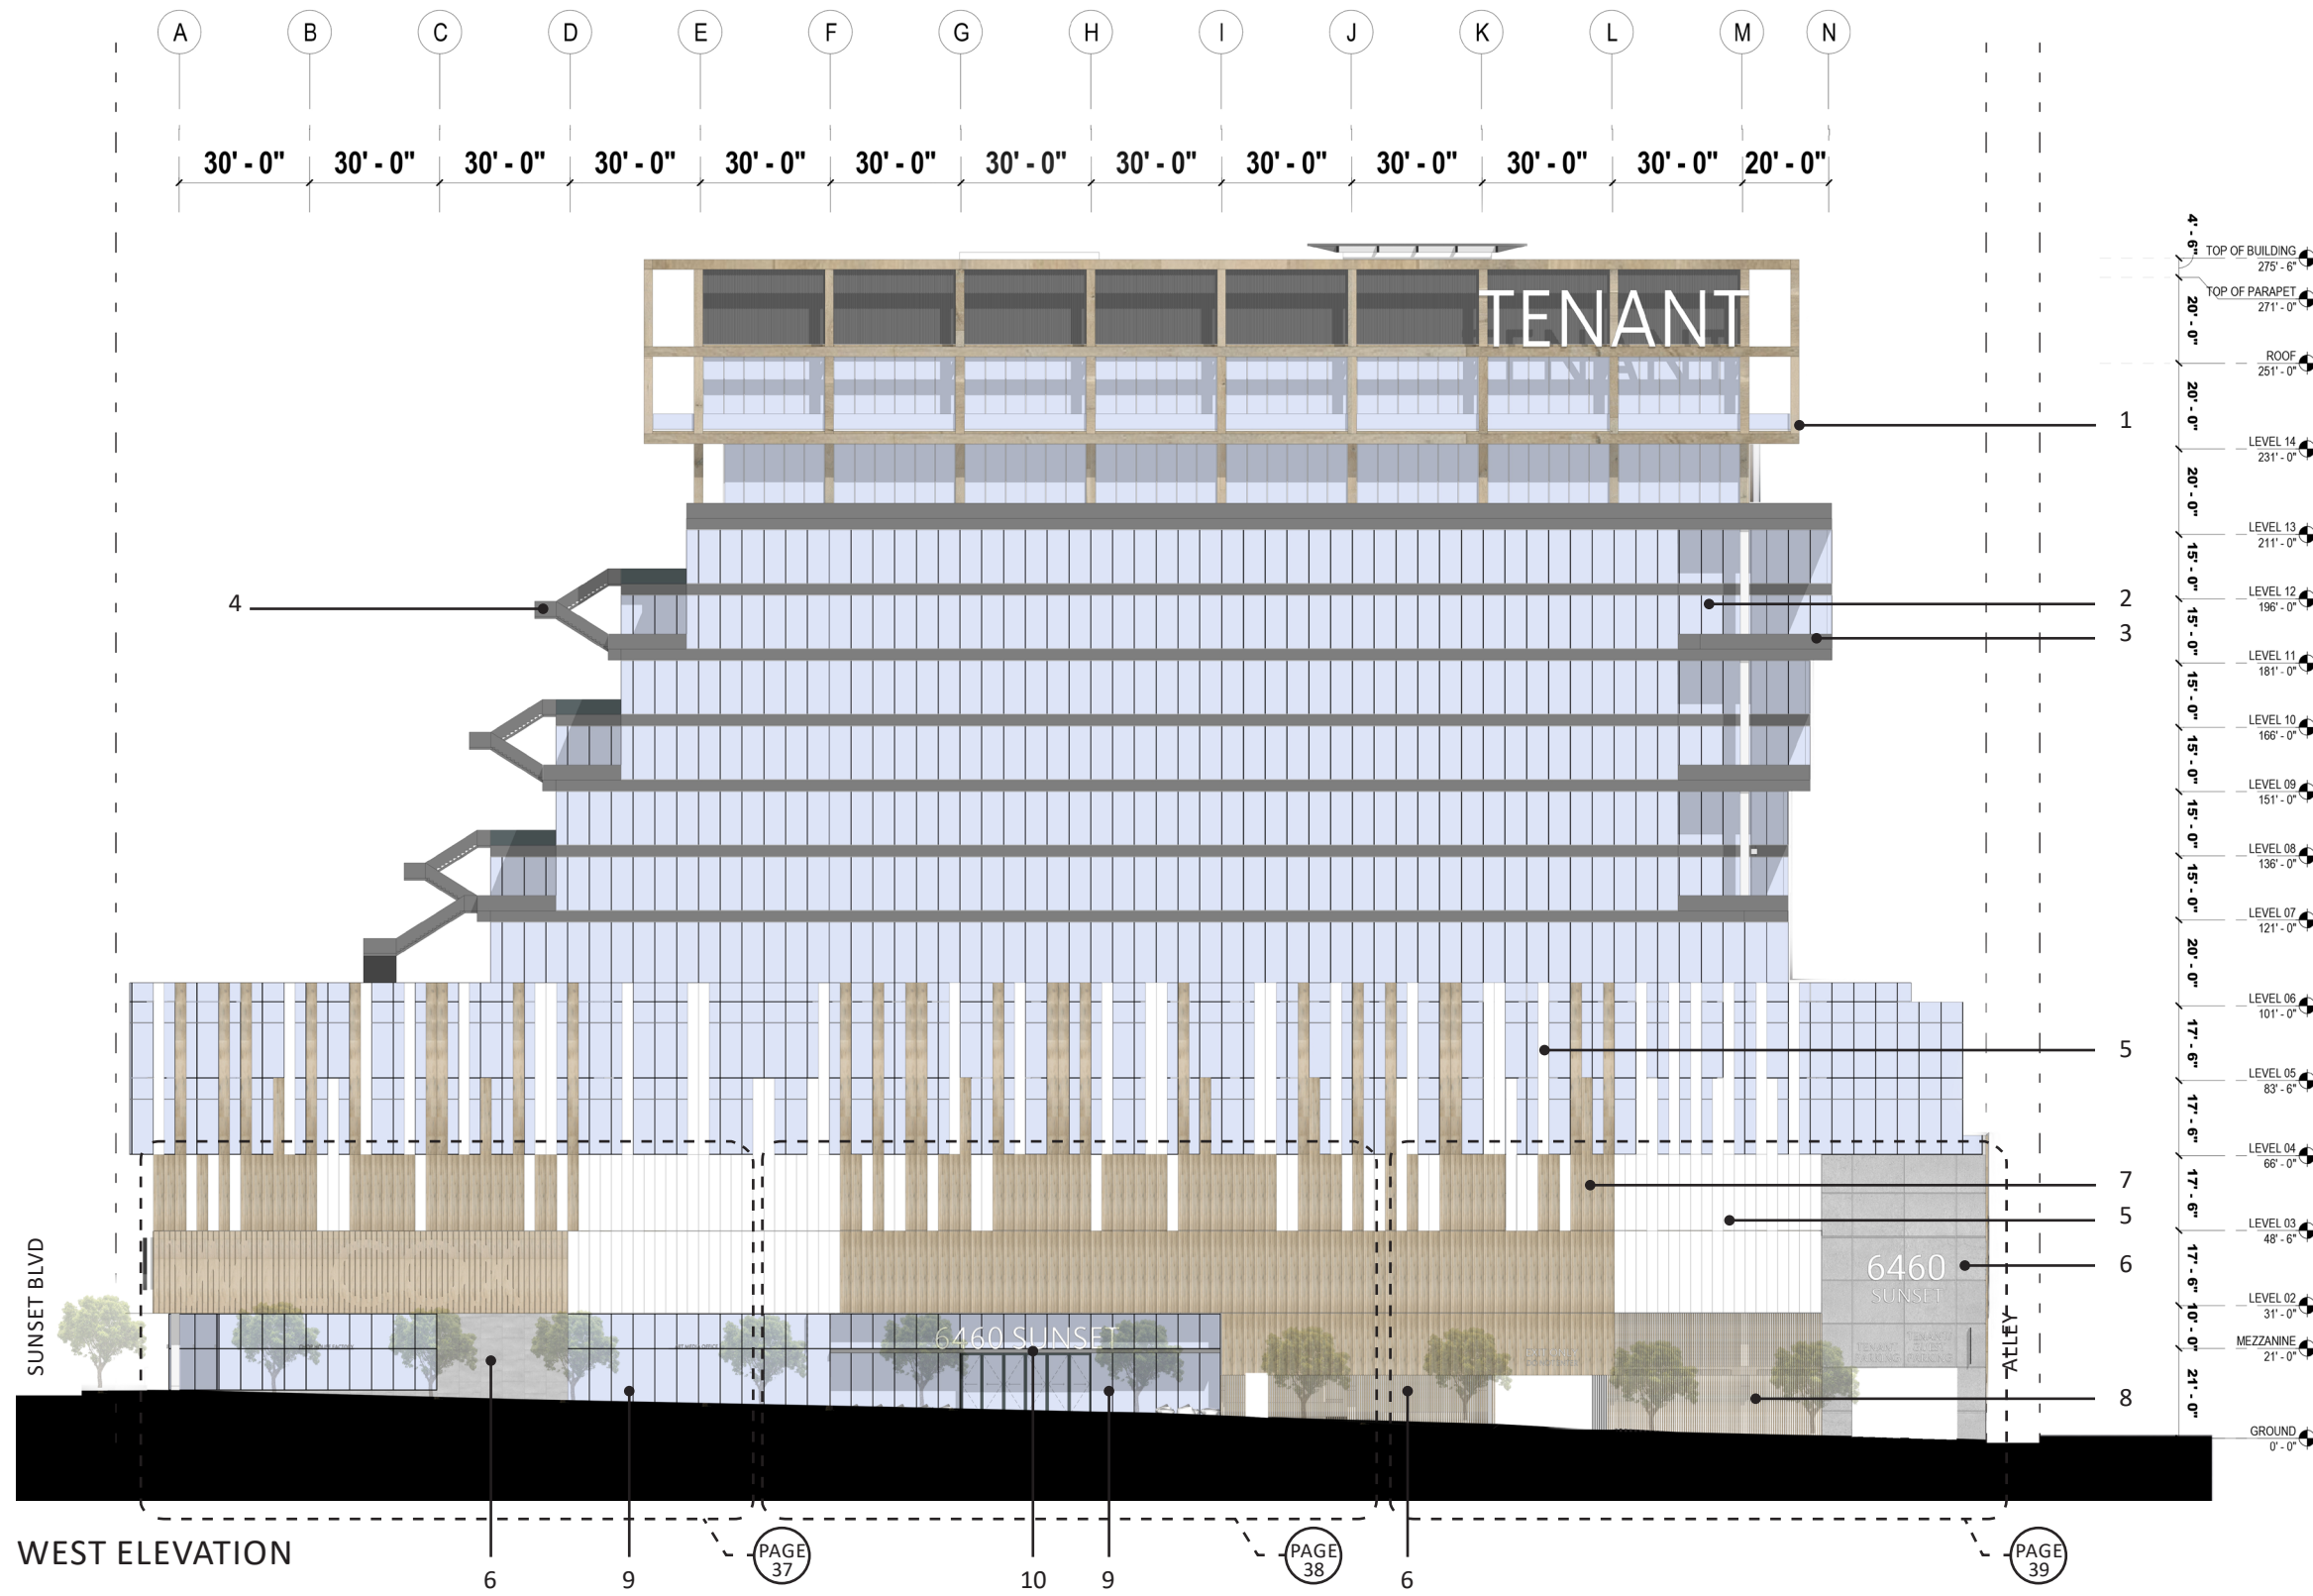 A B C D E F G H I J K L M N
30' - 0" 30' - 0" 30' - 0" 30' - 0" 30' - 0" 30' - 0" 30' - 0" 30' - 0" 30' - 0" 30' - 0" 30' - 0" 30' - 0" 20' - 0"
4' - 6"
TOP OF BUILDING
275' - 6"
TOP OF PARAPET
271' - 0"
20' - 0"
ROOF
251' - 0"
20' - 0"
LEVEL 14
231' - 0"
20' - 0"
LEVEL 13
211' - 0"
15' - 0"
LEVEL 12
196' - 0"
15' - 0"
LEVEL 11
181' - 0"
15' - 0"
LEVEL 10
166' - 0"
15' - 0"
LEVEL 09
151' - 0"
15' - 0"
LEVEL 08
136' - 0"
15' - 0"
LEVEL 07
121' - 0"
20' - 0"
LEVEL 06
101' - 0"
17' - 6"
LEVEL 05
83' - 6"
17' - 6"
LEVEL 04
66' - 0"
17' - 6"
LEVEL 03
48' - 6"
17' - 6"
LEVEL 02
31' - 0"
10' - 0"
MEZZANINE
21' - 0"
21' - 0"
GROUND
0' - 0"
TENANT
1
4
2
3
5
7
5
6
8
6460
SUNSET
6460 SUNSET
SUNSET BLVD
ALLEY
WEST ELEVATION
6
9
PAGE
37
10
9
PAGE
38
6
PAGE
39